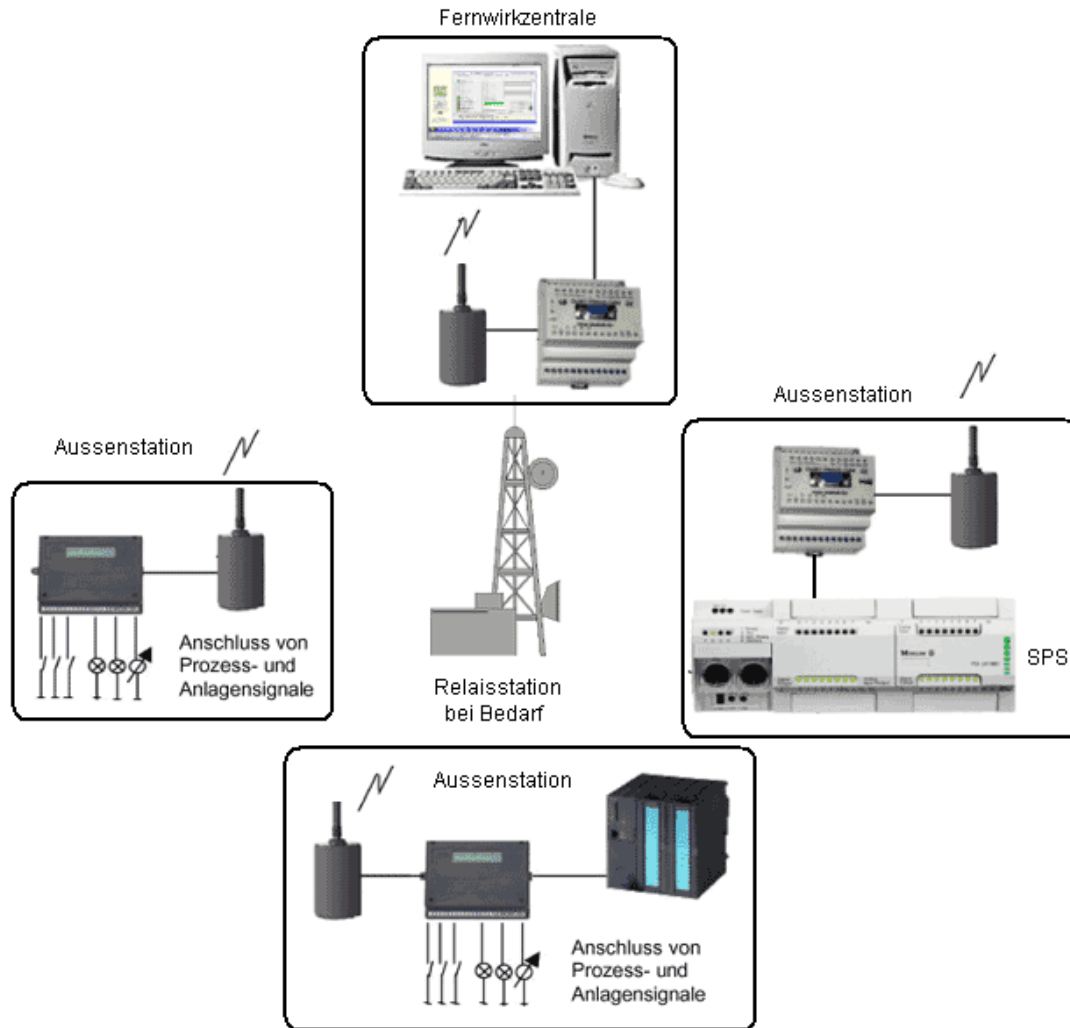 Fernwirkzentrale
Aussenstation
Aussenstation
Anschluss von
Prozess- und
Anlagensignale
Relaisstation
bei Bedarf
SPS
Aussenstation
Anschluss von
Prozess- und
Anlagensignale